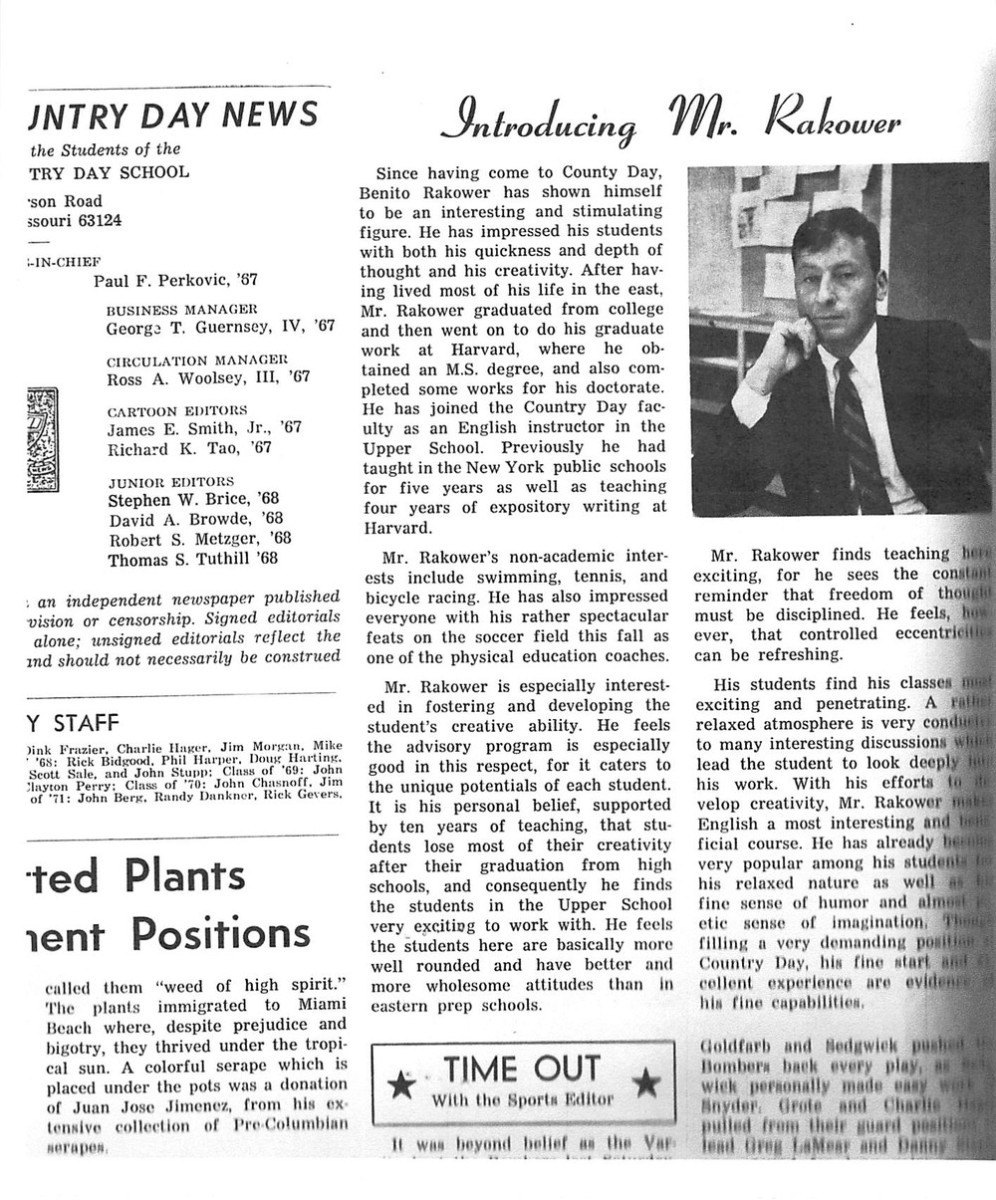 UNTRY DAY NEWS
the Students of the
TRY DAY SCHOOL
son Road
ssouri 63124
-IN-CHIEF
Paul F. Perkovic, '67
BUSINESS MANAGER
George T. Guernsey, IV, '67
CIRCULATION MANAGER
Ross A. Woolsey, III, '67
CARTOON EDITORS
James E. Smith, Jr., '67
Richard K. Tao, '67
JUNIOR EDITORS
Stephen W. Brice, '68
David A. Browde, '68
Robert S. Metzger, '68
Thomas S. Tuthill '68
an independent newspaper published
vision or censorship. Signed editorials
alone; unsigned editorials reflect the
and should not necessarily be construed
Y STAFF
Dink Frazier, Charlie Hager, Jim Morgan, Mike
'68: Rick Bidgood, Phil Harper, Doug Harting,
Scott Sale, and John Stupp; Class of '69: John
Clayton Perry; Class of '70: John Chasnoff, Jim
of '71: John Berg, Randy Dankner, Rick Gevers,
ted Plants
ent Positions
called them "weed of high spirit."
The plants immigrated to Miami
Beach where, despite prejudice and
bigotry, they thrived under the tropi-
cal sun. A colorful serape which is
placed under the pots was a donation
of Juan Jose Jimenez, from his ex-
tensive collection of Pre-Columbian
serapes.
Introducing Mr. Rakower
Since having come to County Day,
Benito Rakower has shown himself
to be an interesting and stimulating
figure. He has impressed his students
with both his quickness and depth of
thought and his creativity. After hav-
ing lived most of his life in the east,
Mr. Rakower graduated from college
and then went on to do his graduate
work at Harvard, where he ob-
tained an M.S. degree, and also com-
pleted some works for his doctorate.
He has joined the Country Day fac-
ulty as an English instructor in the
Upper School. Previously he had
taught in the New York public schools
for five years as well as teaching
four years of expository writing at
Harvard.
Mr. Rakower's non-academic inter-
ests include swimming, tennis, and
bicycle racing. He has also impressed
everyone with his rather spectacular
feats on the soccer field this fall as
one of the physical education coaches.
Mr. Rakower is especially interest-
ed in fostering and developing the
student's creative ability. He feels
the advisory program is especially
good in this respect, for it caters to
the unique potentials of each student.
It is his personal belief, supported
by ten years of teaching, that stu-
dents lose most of their creativity
after their graduation from high
schools, and consequently he finds
the students in the Upper School
very exciting to work with. He feels
the students here are basically more
well rounded and have better and
more wholesome attitudes than in
eastern prep schools.
TIME OUT
With the Sports Editor
It was beyond belief as the Var-
Mr. Rakower finds teaching here
exciting, for he sees the constant
reminder that freedom of thought
must be disciplined. He feels, how-
ever, that controlled eccentricities
can be refreshing.
His students find his classes most
exciting and penetrating. A rather
relaxed atmosphere is very conducive
to many interesting discussions which
lead the student to look deeply into
his work. With his efforts to de-
velop creativity, Mr. Rakower makes
English a most interesting and bene-
ficial course. He has already become
very popular among his students for
his relaxed nature as well as his
fine sense of humor and almost
etic sense of imagination. Though
filling a very demanding position
Country Day, his fine start and
cellent experience are evidence
his fine capabilities.
Goldfarb and Sedgwick pushed
Bombers back every play, as
wick personally made easy work
Snyder. Grote and Charlie
pulled from their guard
lead Greg LaMear and Danny